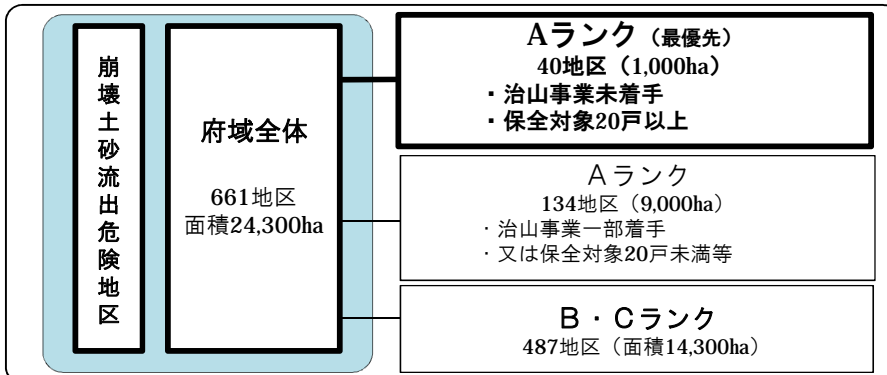 崩壊土砂流出危険地区
府域全体
661地区
面積24,300ha
Aランク（最優先）
40地区（1,000ha）
・治山事業未着手
・保全対象20戸以上
Aランク
134地区（9,000ha）
・治山事業一部着手
・又は保全対象20戸未満等
B・Cランク
487地区（面積14,300ha）